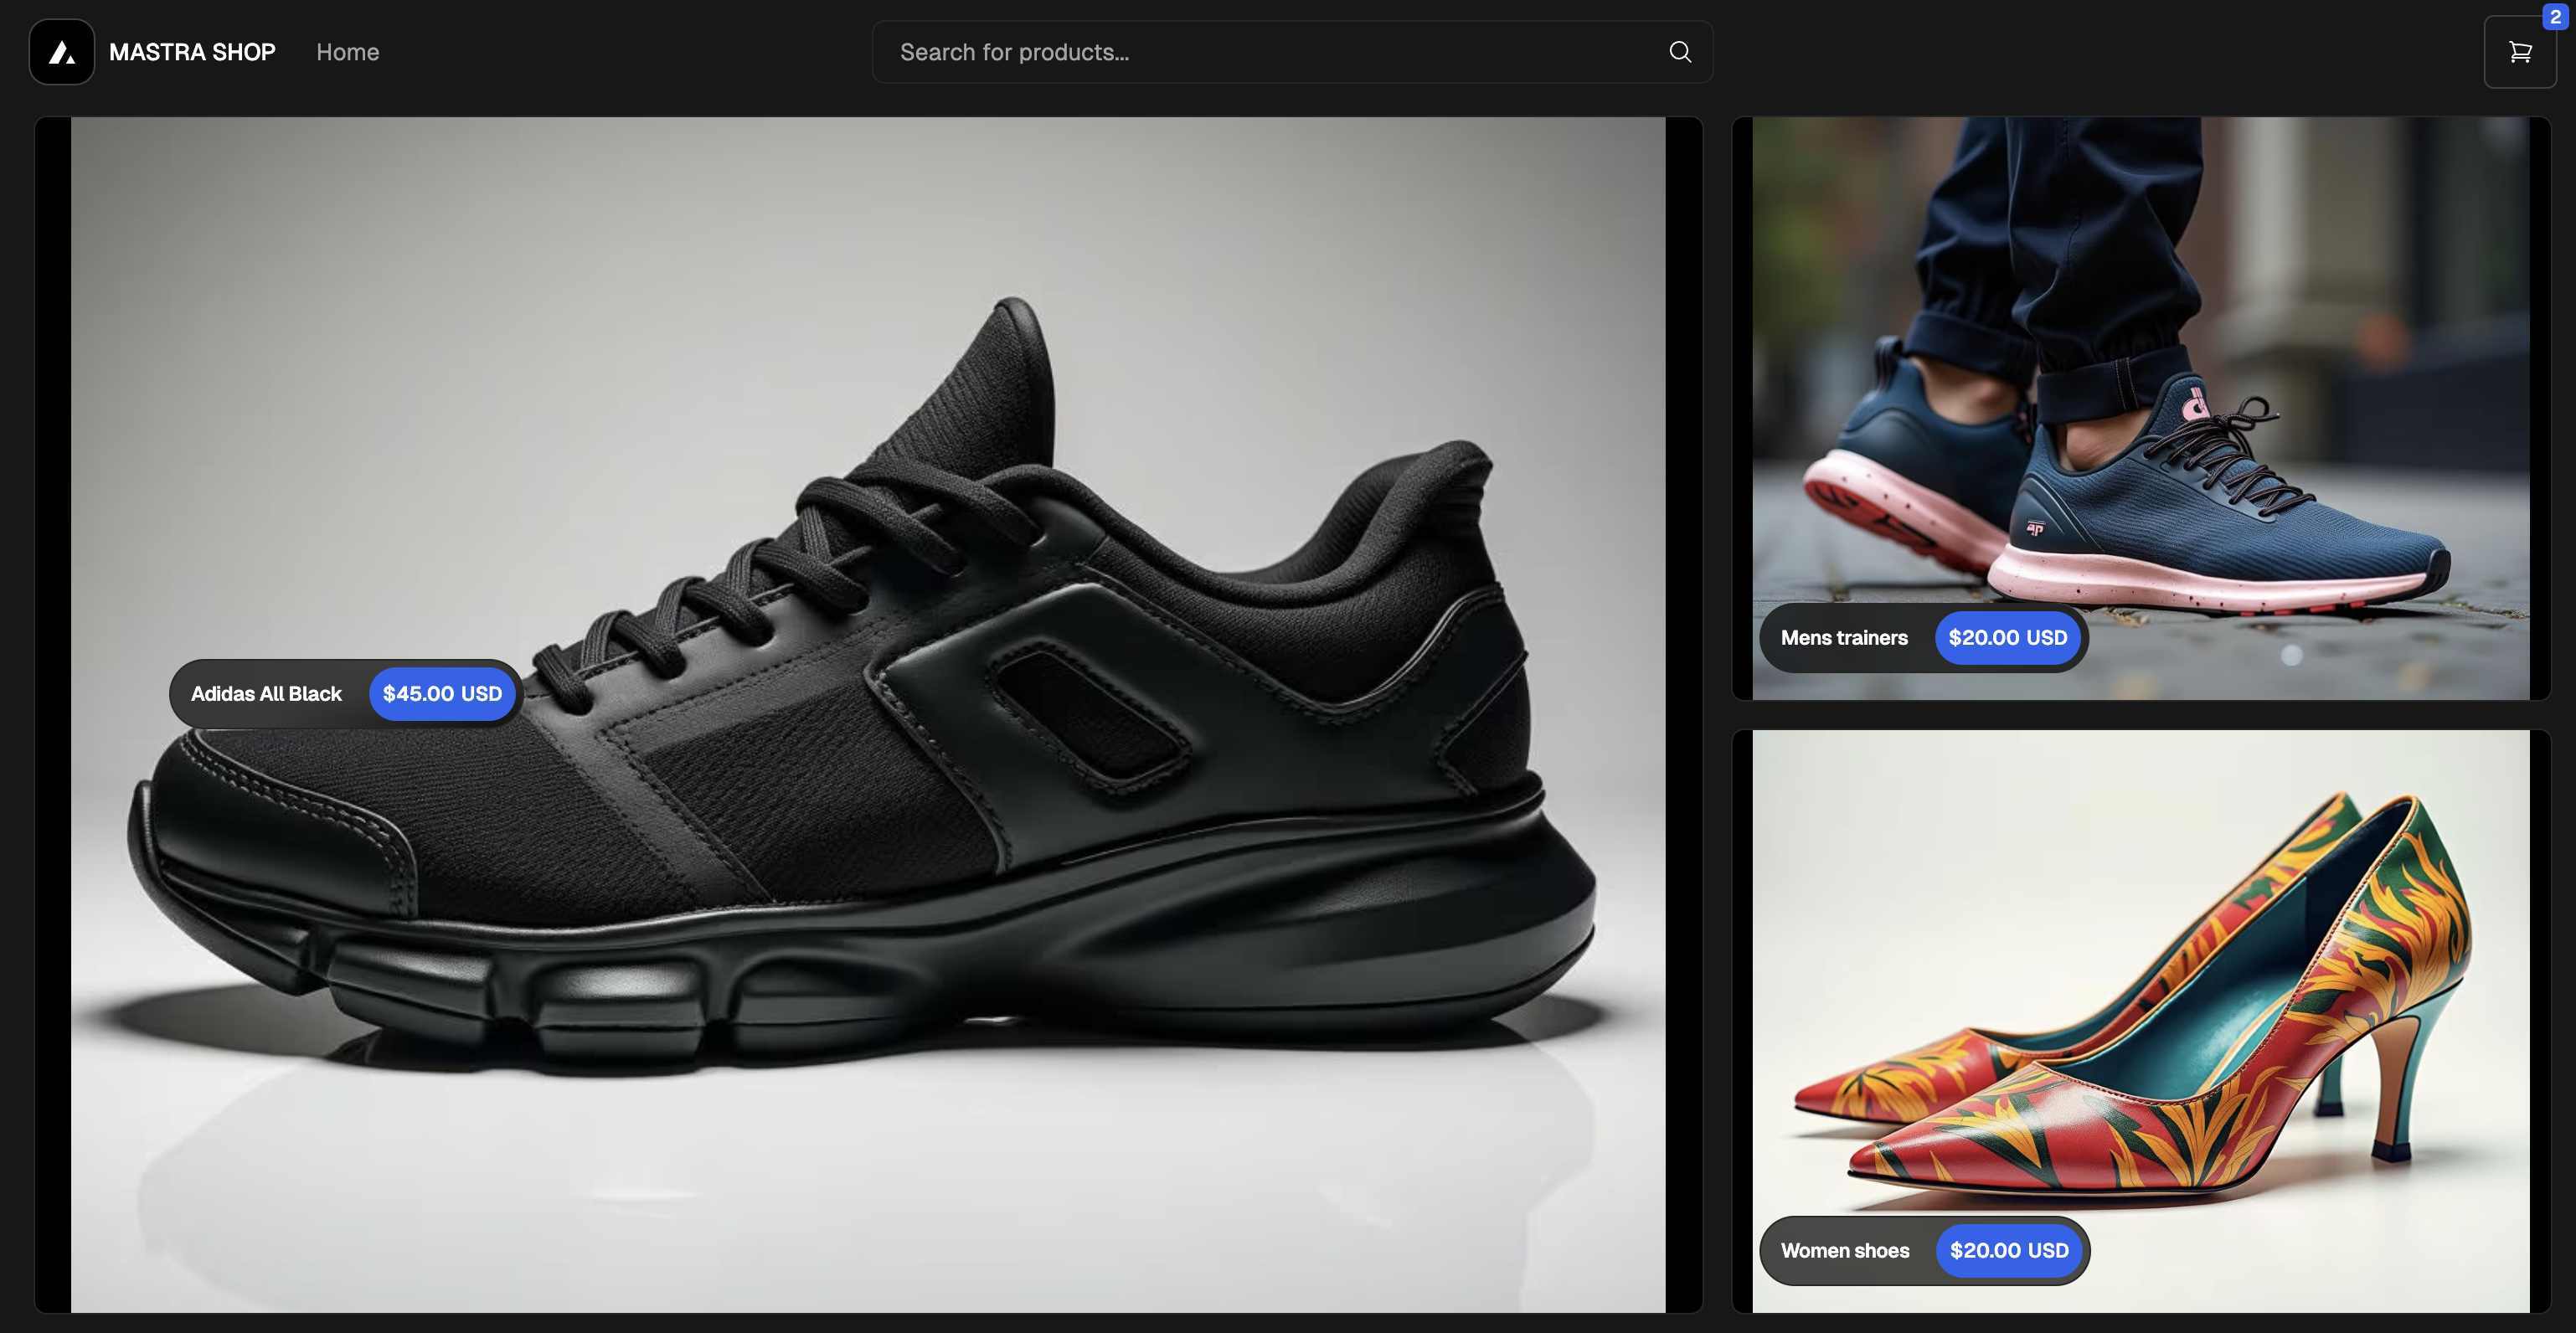 MASTRA SHOP
Home
Search for products...
2
Adidas All Black
$45.00 USD
Mens trainers
$20.00 USD
Women shoes
$20.00 USD